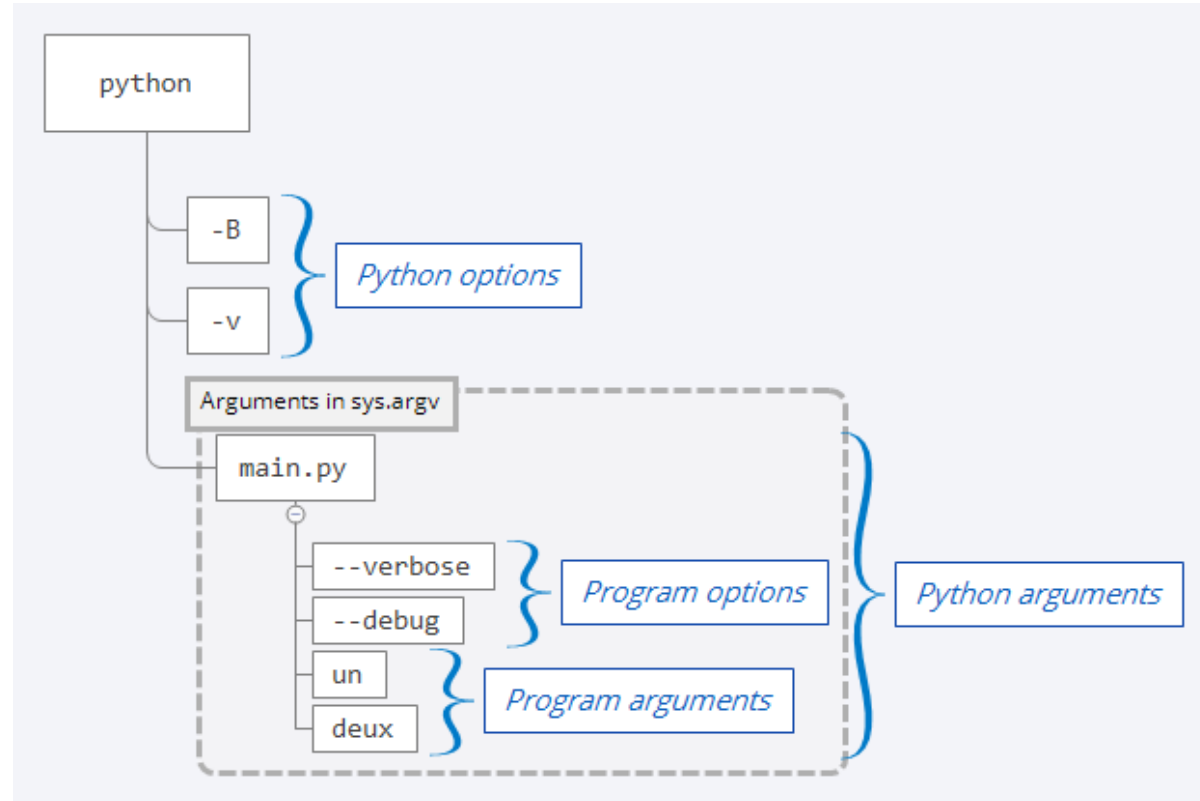 python
-B
Python options
-v
Arguments in sys.argv
main.py
--verbose
Program options
Python arguments
--debug
un
Program arguments
deux